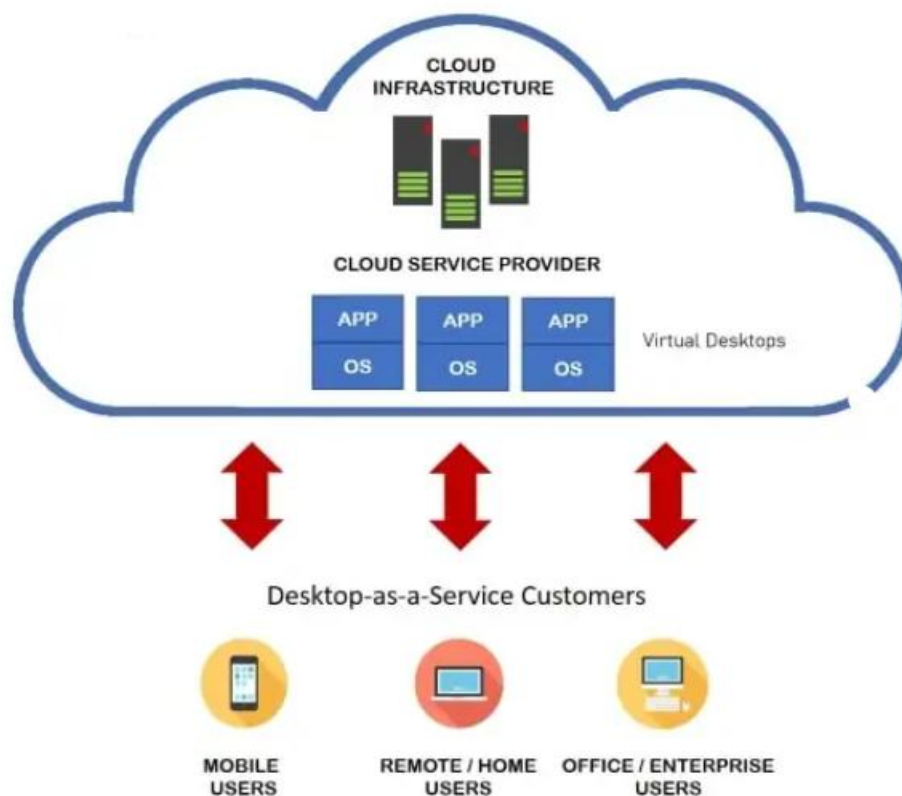 CLOUD
INFRASTRUCTURE
CLOUD SERVICE PROVIDER
APP APP APP
OS OS OS
Virtual Desktops
Desktop-as-a-Service Customers
MOBILE
USERS
REMOTE / HOME
USERS
OFFICE / ENTERPRISE
USERS